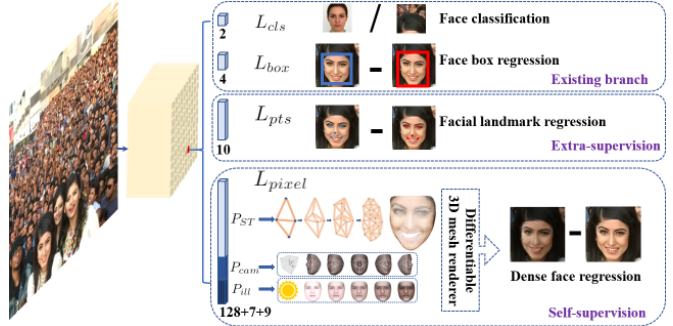 L_cls
/
Face classification
2
L_box
-
Face box regression
4
Existing branch
L_pts
-
Facial landmark regression
10
Extra-supervision
L_pixel
P_ST
P_cam
P_ill
128+7+9
Differentiable
3D mesh renderer
-
Dense face regression
Self-supervision